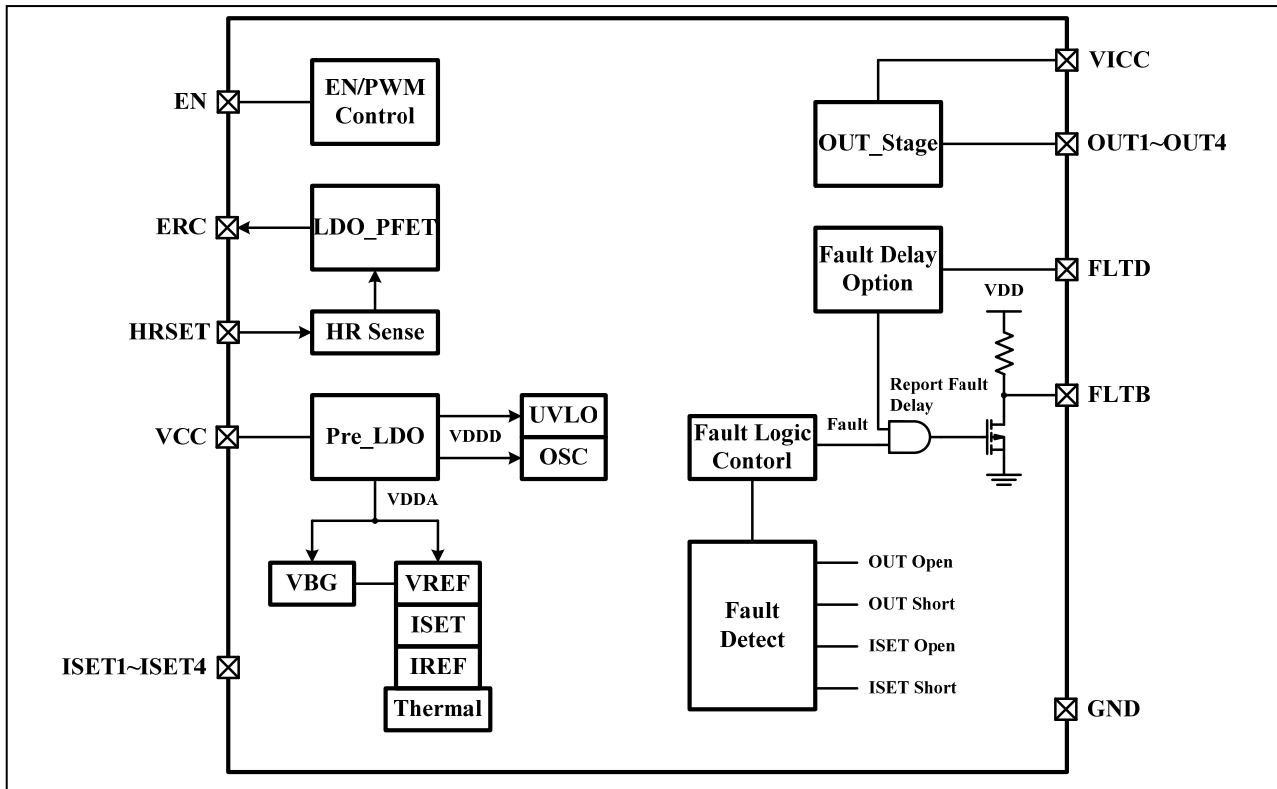 EN
EN/PWM
Control
ERC
LDO_PFET
HRSET
HR Sense
VCC
Pre_LDO
VDDD
UVLO
OSC
VDDA
VBG
VREF
ISET
IREF
Thermal
ISET1~ISET4
VICC
OUT_Stage
OUT1~OUT4
Fault Delay
Option
FLTD
VDD
Report Fault
Delay
FLTB
Fault Logic
Contorl
Fault
Fault
Detect
OUT Open
OUT Short
ISET Open
ISET Short
GND